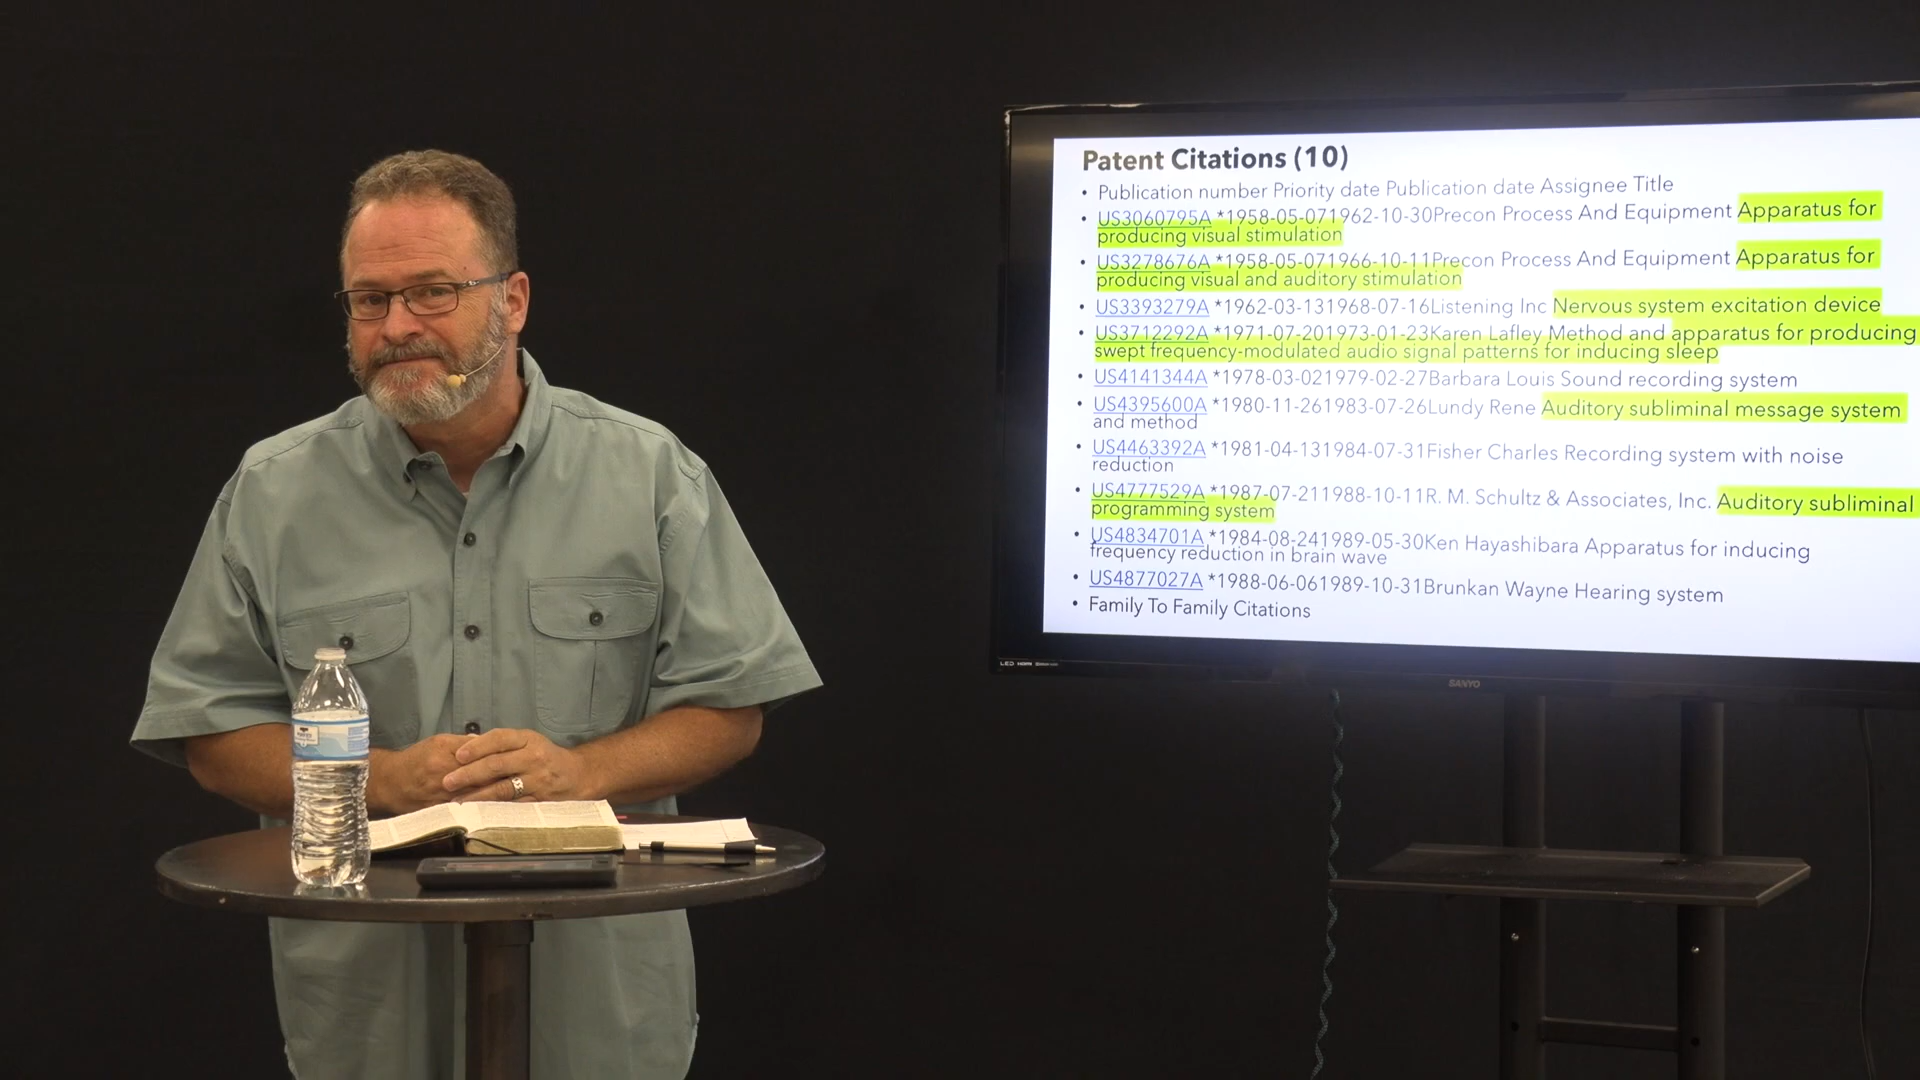 Patent Citations (10)
• Publication number Priority date Publication date Assignee Title
• US3060795A *1958-05-071962-10-30Precon Process And Equipment Apparatus for
producing visual stimulation
• US3278676A *1958-05-071966-10-11Precon Process And Equipment Apparatus for
producing visual and auditory stimulation
• US3393279A *1962-03-131968-07-16Listening Inc Nervous system excitation device
• US3712292A *1971-07-201973-01-23Karen Lafley Method and apparatus for producing
swept frequency-modulated audio signal patterns for inducing sleep
• US4141344A *1978-03-021979-02-27Barbara Louis Sound recording system
• US4395600A *1980-11-261983-07-26Lundy Rene Auditory subliminal message system
and method
• US4463392A *1981-04-131984-07-31Fisher Charles Recording system with noise
reduction
• US4777529A *1987-07-211988-10-11R. M. Schultz & Associates, Inc. Auditory subliminal
programming system
• US4834701A *1984-08-241989-05-30Ken Hayashibara Apparatus for inducing
frequency reduction in brain wave
• US4877027A *1988-06-061989-10-31Brunkan Wayne Hearing system
• Family To Family Citations
LED HDMI
SANYO